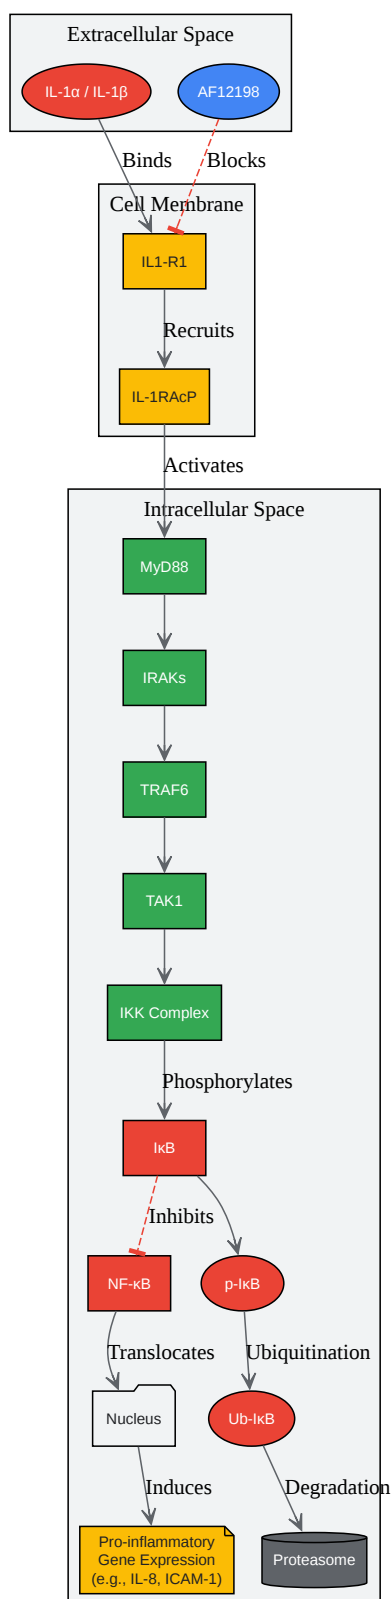 Extracellular Space
IL-1α / IL-1β
AF12198
Binds
Blocks
Cell Membrane
IL1-R1
Recruits
IL-1RAcP
Activates
Intracellular Space
MyD88
IRAKs
TRAF6
TAK1
IKK Complex
Phosphorylates
IκB
Inhibits
NF-κB
p-IκB
Translocates
Ubiquitination
Nucleus
Ub-IκB
Induces
Degradation
Pro-inflammatory
Gene Expression
(e.g., IL-8, ICAM-1)
Proteasome